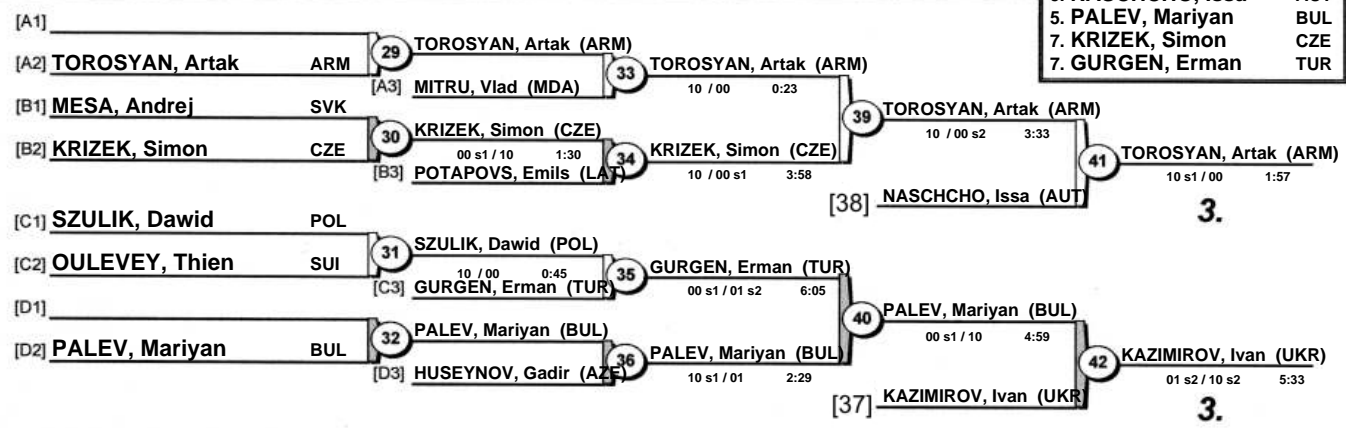 5. PALEV, Mariyan BUL
7. KRIZEK, Simon CZE
7. GURGEN, Erman TUR
[A1]
[A2] TOROSYAN, Artak ARM
29
TOROSYAN, Artak (ARM)
[A3] MITRU, Vlad (MDA)
33
TOROSYAN, Artak (ARM)
10 / 00 0:23
[B1] MESA, Andrej SVK
[B2] KRIZEK, Simon CZE
30
KRIZEK, Simon (CZE)
00 s1 / 10 1:30
[B3] POTAPOVS, Emils (LAT)
34
KRIZEK, Simon (CZE)
10 / 00 s1 3:58
39
TOROSYAN, Artak (ARM)
10 / 00 s2 3:33
[38] NASCHCHO, Issa (AUT)
41
TOROSYAN, Artak (ARM)
10 s1 / 00 1:57
3.
[C1] SZULIK, Dawid POL
[C2] OULEVEY, Thien SUI
31
SZULIK, Dawid (POL)
10 / 00 0:45
[C3] GURGEN, Erman (TUR)
35
GURGEN, Erman (TUR)
00 s1 / 01 s2 6:05
[D1]
[D2] PALEV, Mariyan BUL
32
PALEV, Mariyan (BUL)
[D3] HUSEYNOV, Gadir (AZE)
36
PALEV, Mariyan (BUL)
10 s1 / 01 2:29
40
PALEV, Mariyan (BUL)
00 s1 / 10 4:59
[37] KAZIMIROV, Ivan (UKR)
42
KAZIMIROV, Ivan (UKR)
01 s2 / 10 s2 5:33
3.